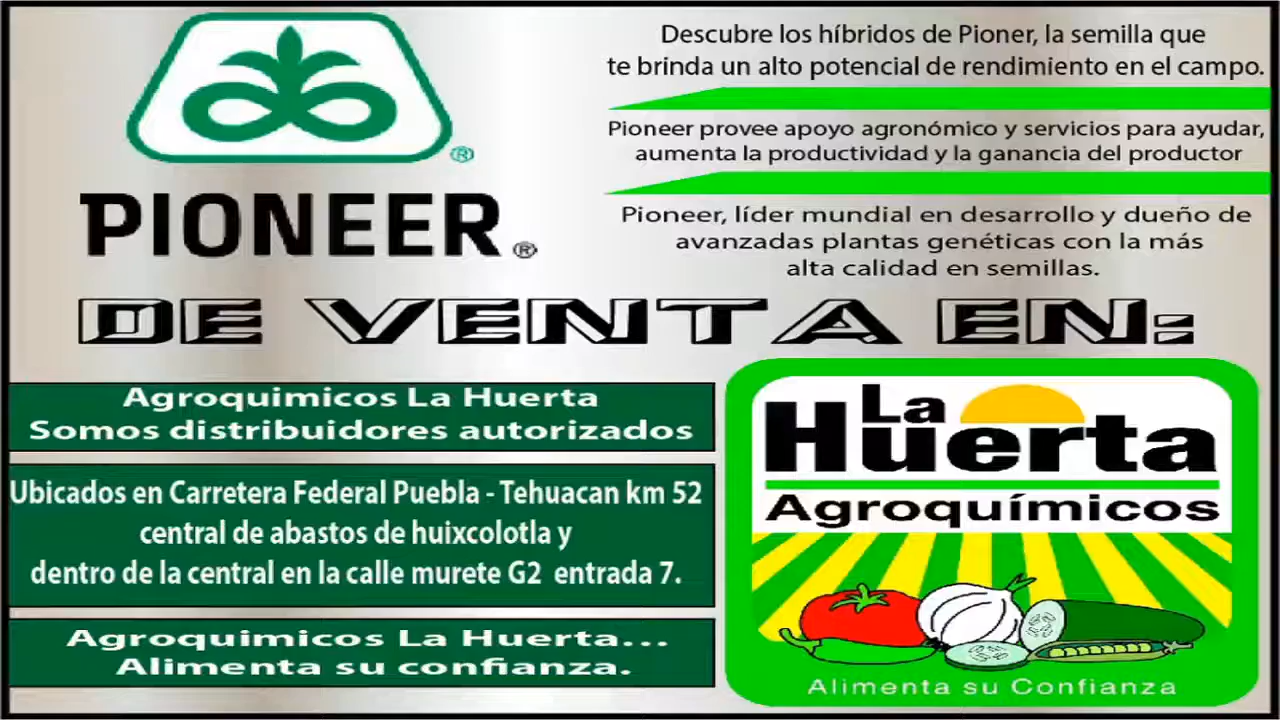 Descubre los híbridos de Pioner, la semilla que
te brinda un alto potencial de rendimiento en el campo.
Pioneer provee apoyo agronómico y servicios para ayudar,
aumenta la productividad y la ganancia del productor
Pioneer, líder mundial en desarrollo y dueño de
avanzadas plantas genéticas con la más
alta calidad en semillas.
®
PIONEER®
DE VENTA EN:
Agroquimicos La Huerta
Somos distribuidores autorizados
Ubicados en Carretera Federal Puebla - Tehuacan km 52
central de abastos de huixcolotla y
dentro de la central en la calle murete G2 entrada 7.
Agroquimicos La Huerta...
Alimenta su confianza.
La
Huerta
Agroquímicos
Alimenta su Confianza